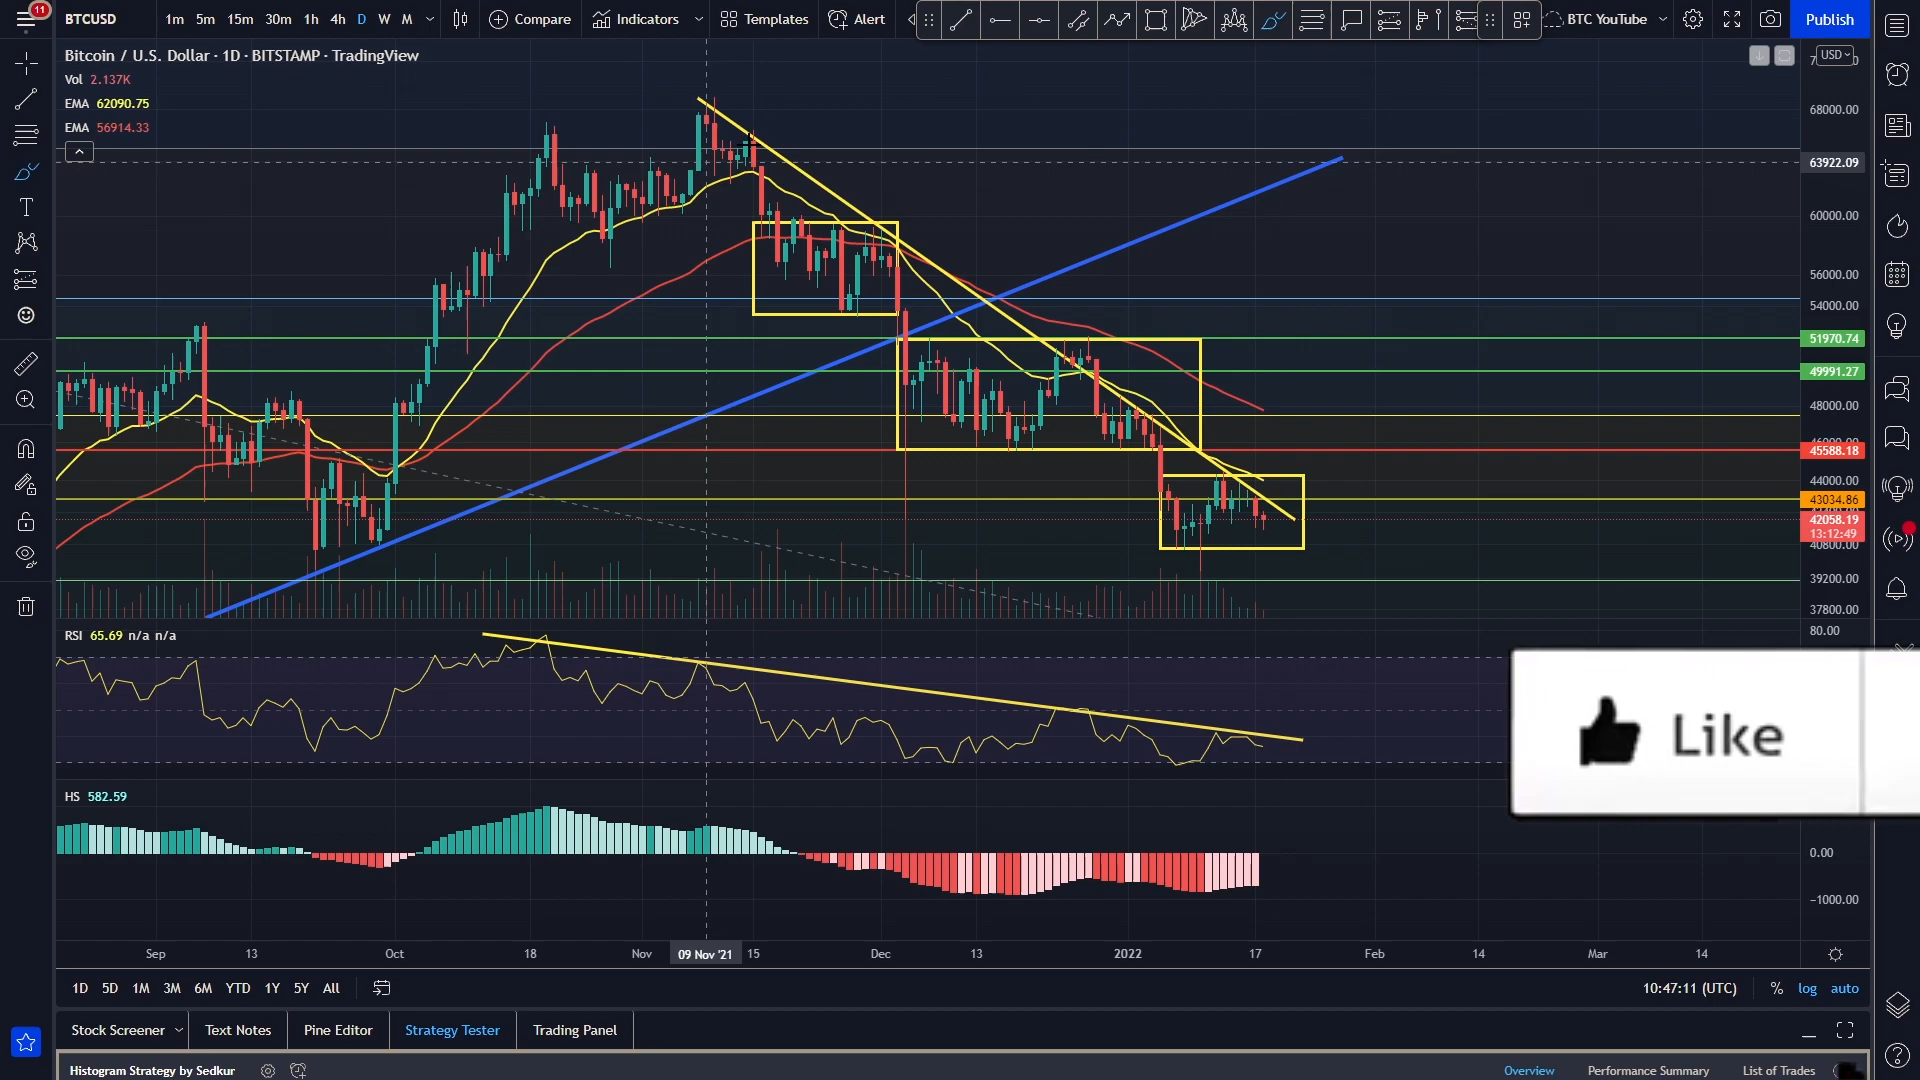 11
BTCUSD
1m 5m 15m 30m 1h 4h D W M
Compare
Indicators
Templates
Alert
BTC YouTube
Publish
Bitcoin / U.S. Dollar · 1D · BITSTAMP · TradingView
Vol 2.137K
EMA 62090.75
EMA 56914.33
USD
68000.00
63922.09
60000.00
56000.00
54000.00
51970.74
49991.27
48000.00
45588.18
44000.00
43034.86
42058.19
13:12:49
40800.00
39200.00
37800.00
RSI 65.69 n/a n/a
80.00
Like
HS 582.59
0.00
−1000.00
Sep 13 Oct 18 Nov 09 Nov '21 15 Dec 13 2022 17 Feb 14 Mar 14
1D 5D 1M 3M 6M YTD 1Y 5Y All
10:47:11 (UTC) % log auto
Stock Screener Text Notes Pine Editor Strategy Tester Trading Panel
Histogram Strategy by Sedkur
Overview Performance Summary List of Trades